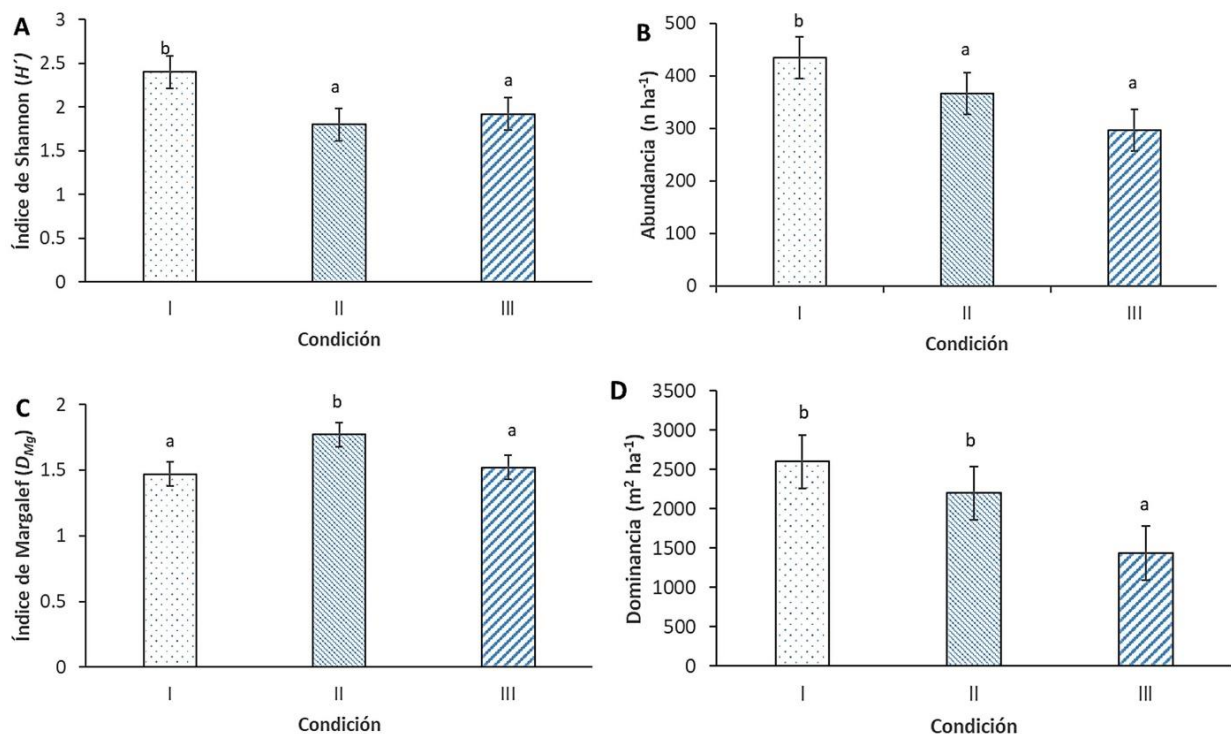 A
Índice de Shannon (H′)
3
2.5
2
1.5
1
0.5
0
b
a
a
I
II
III
Condición
B
Abundancia (n ha-1)
500
400
300
200
100
0
b
a
a
I
II
III
Condición
C
Índice de Margalef (DMg)
2
1.5
1
0.5
0
a
b
a
I
II
III
Condición
D
Dominancia (m2 ha-1)
3500
3000
2500
2000
1500
1000
500
0
b
b
a
I
II
III
Condición